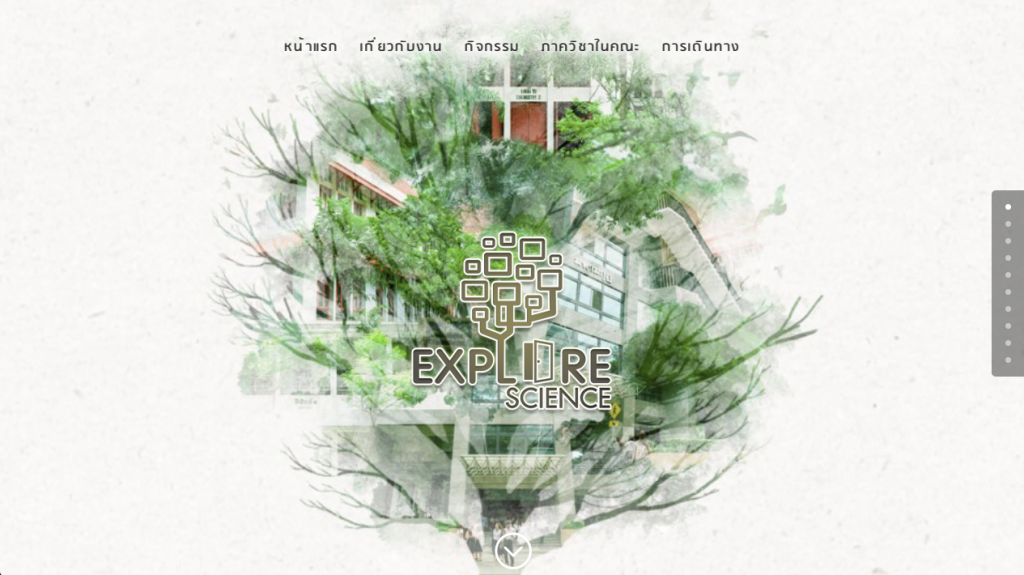 หน้าแรก เกี่ยวกับงาน กิจกรรม ภาควิชาในคณะ การเดินทาง
CHEMISTRY 2
EXPLORE
SCIENCE